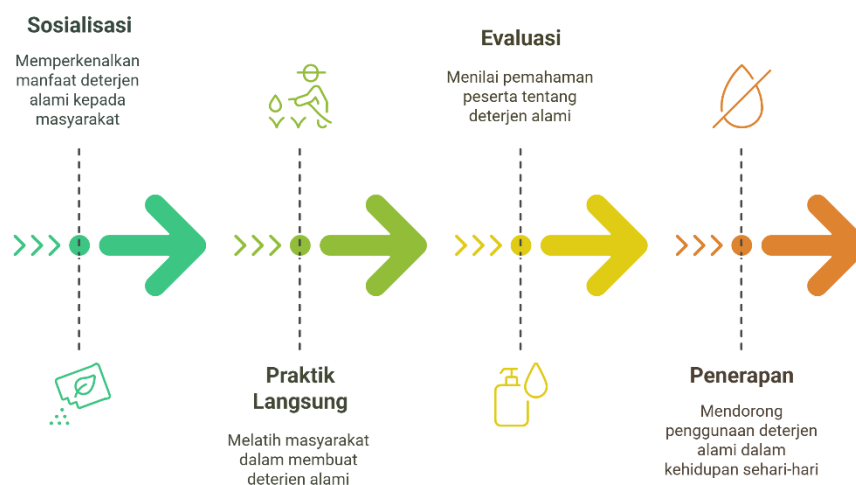 Sosialisasi
Memperkenalkan
manfaat deterjen
alami kepada
masyarakat
Praktik
Langsung
Melatih masyarakat
dalam membuat
deterjen alami
Evaluasi
Menilai pemahaman
peserta tentang
deterjen alami
Penerapan
Mendorong
penggunaan deterjen
alami dalam
kehidupan sehari-hari